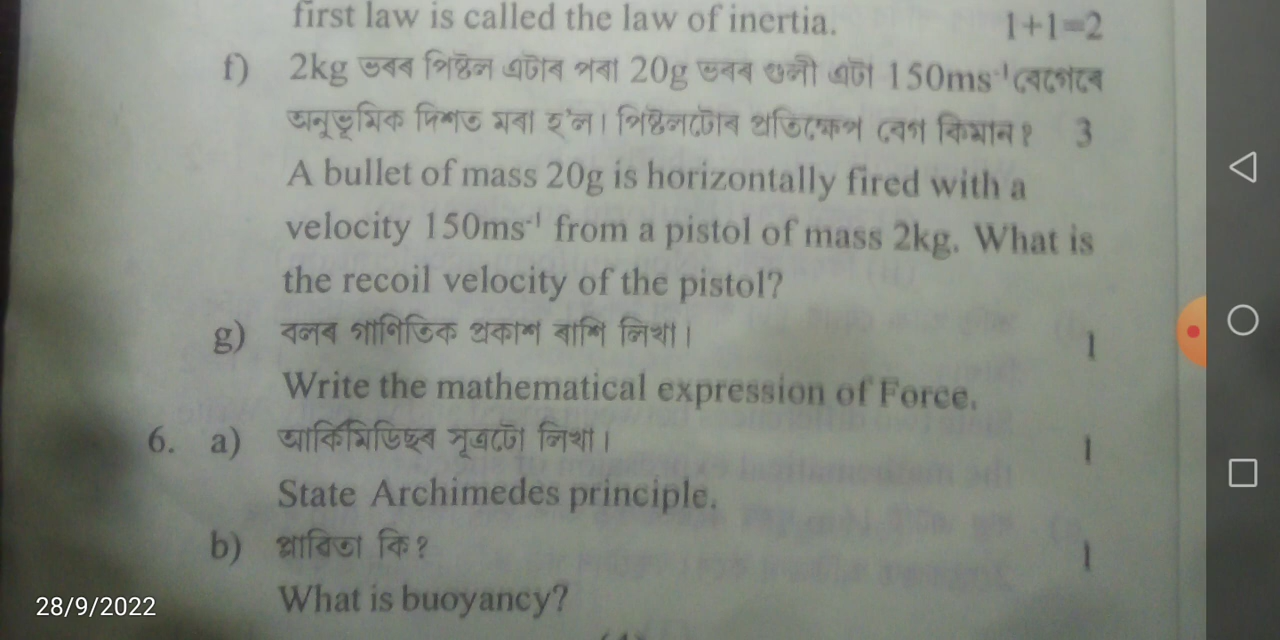 first law is called the law of inertia. 1+1=2
f) 2kg ভৰৰ পিষ্টল এটাৰ পৰা 20g ভৰৰ গুলী এটা 150ms⁻¹ বেগেৰে
অনুভূমিক দিশত মৰা হ'ল। পিষ্টলটোৰ প্ৰতিক্ষেপ বেগ কিমান? 3
A bullet of mass 20g is horizontally fired with a
velocity 150ms⁻¹ from a pistol of mass 2kg. What is
the recoil velocity of the pistol?
g) বলৰ গাণিতিক প্ৰকাশ ৰাশি লিখা। 1
Write the mathematical expression of Force.
6. a) আৰ্কিমিডিছৰ সূত্ৰটো লিখা। 1
State Archimedes principle.
b) প্লাৱিতা কি? 1
What is buoyancy?
28/9/2022